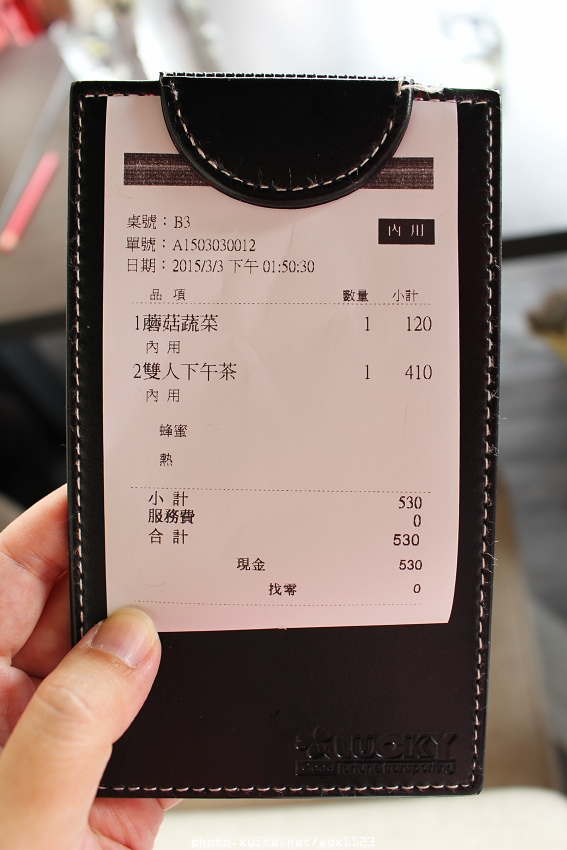 桌號：B3
內 用
單號：A1503030012
日期：2015/3/3 下午 01:50:30
品 項 數量 小計
1蘑菇蔬菜 1 120
內 用
2雙人下午茶 1 410
內 用
蜂蜜
熱
小 計 530
服務費 0
合 計 530
現金 530
找零 0
LUCKY
photo.xuite.net/wdx1123